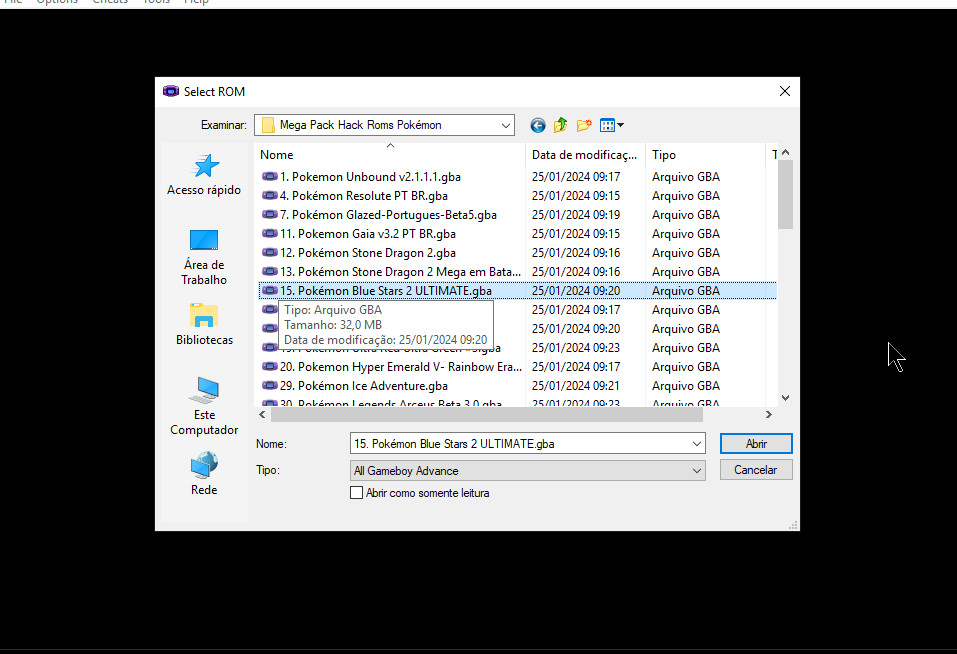 File Options Cheats Tools Help
Select ROM
Examinar: Mega Pack Hack Roms Pokémon
Nome Data de modificaç... Tipo T
1. Pokemon Unbound v2.1.1.1.gba 25/01/2024 09:17 Arquivo GBA
4. Pokémon Resolute PT BR.gba 25/01/2024 09:15 Arquivo GBA
7. Pokémon Glazed-Portugues-Beta5.gba 25/01/2024 09:19 Arquivo GBA
11. Pokemon Gaia v3.2 PT BR.gba 25/01/2024 09:15 Arquivo GBA
12. Pokémon Stone Dragon 2.gba 25/01/2024 09:16 Arquivo GBA
13. Pokémon Stone Dragon 2 Mega em Bata... 25/01/2024 09:16 Arquivo GBA
15. Pokémon Blue Stars 2 ULTIMATE.gba 25/01/2024 09:20 Arquivo GBA
Tipo: Arquivo GBA 25/01/2024 09:17 Arquivo GBA
Tamanho: 32,0 MB 25/01/2024 09:20 Arquivo GBA
Data de modificação: 25/01/2024 09:20
25/01/2024 09:23 Arquivo GBA
20. Pokémon Hyper Emerald V- Rainbow Era... 25/01/2024 09:17 Arquivo GBA
29. Pokémon Ice Adventure.gba 25/01/2024 09:21 Arquivo GBA
30. Pokémon Legends Arceus Beta 3.0.gba 25/01/2024 09:23 Arquivo GBA
Acesso rápido
Área de
Trabalho
Bibliotecas
Este
Computador
Rede
Nome: 15. Pokémon Blue Stars 2 ULTIMATE.gba Abrir
Tipo: All Gameboy Advance Cancelar
Abrir como somente leitura